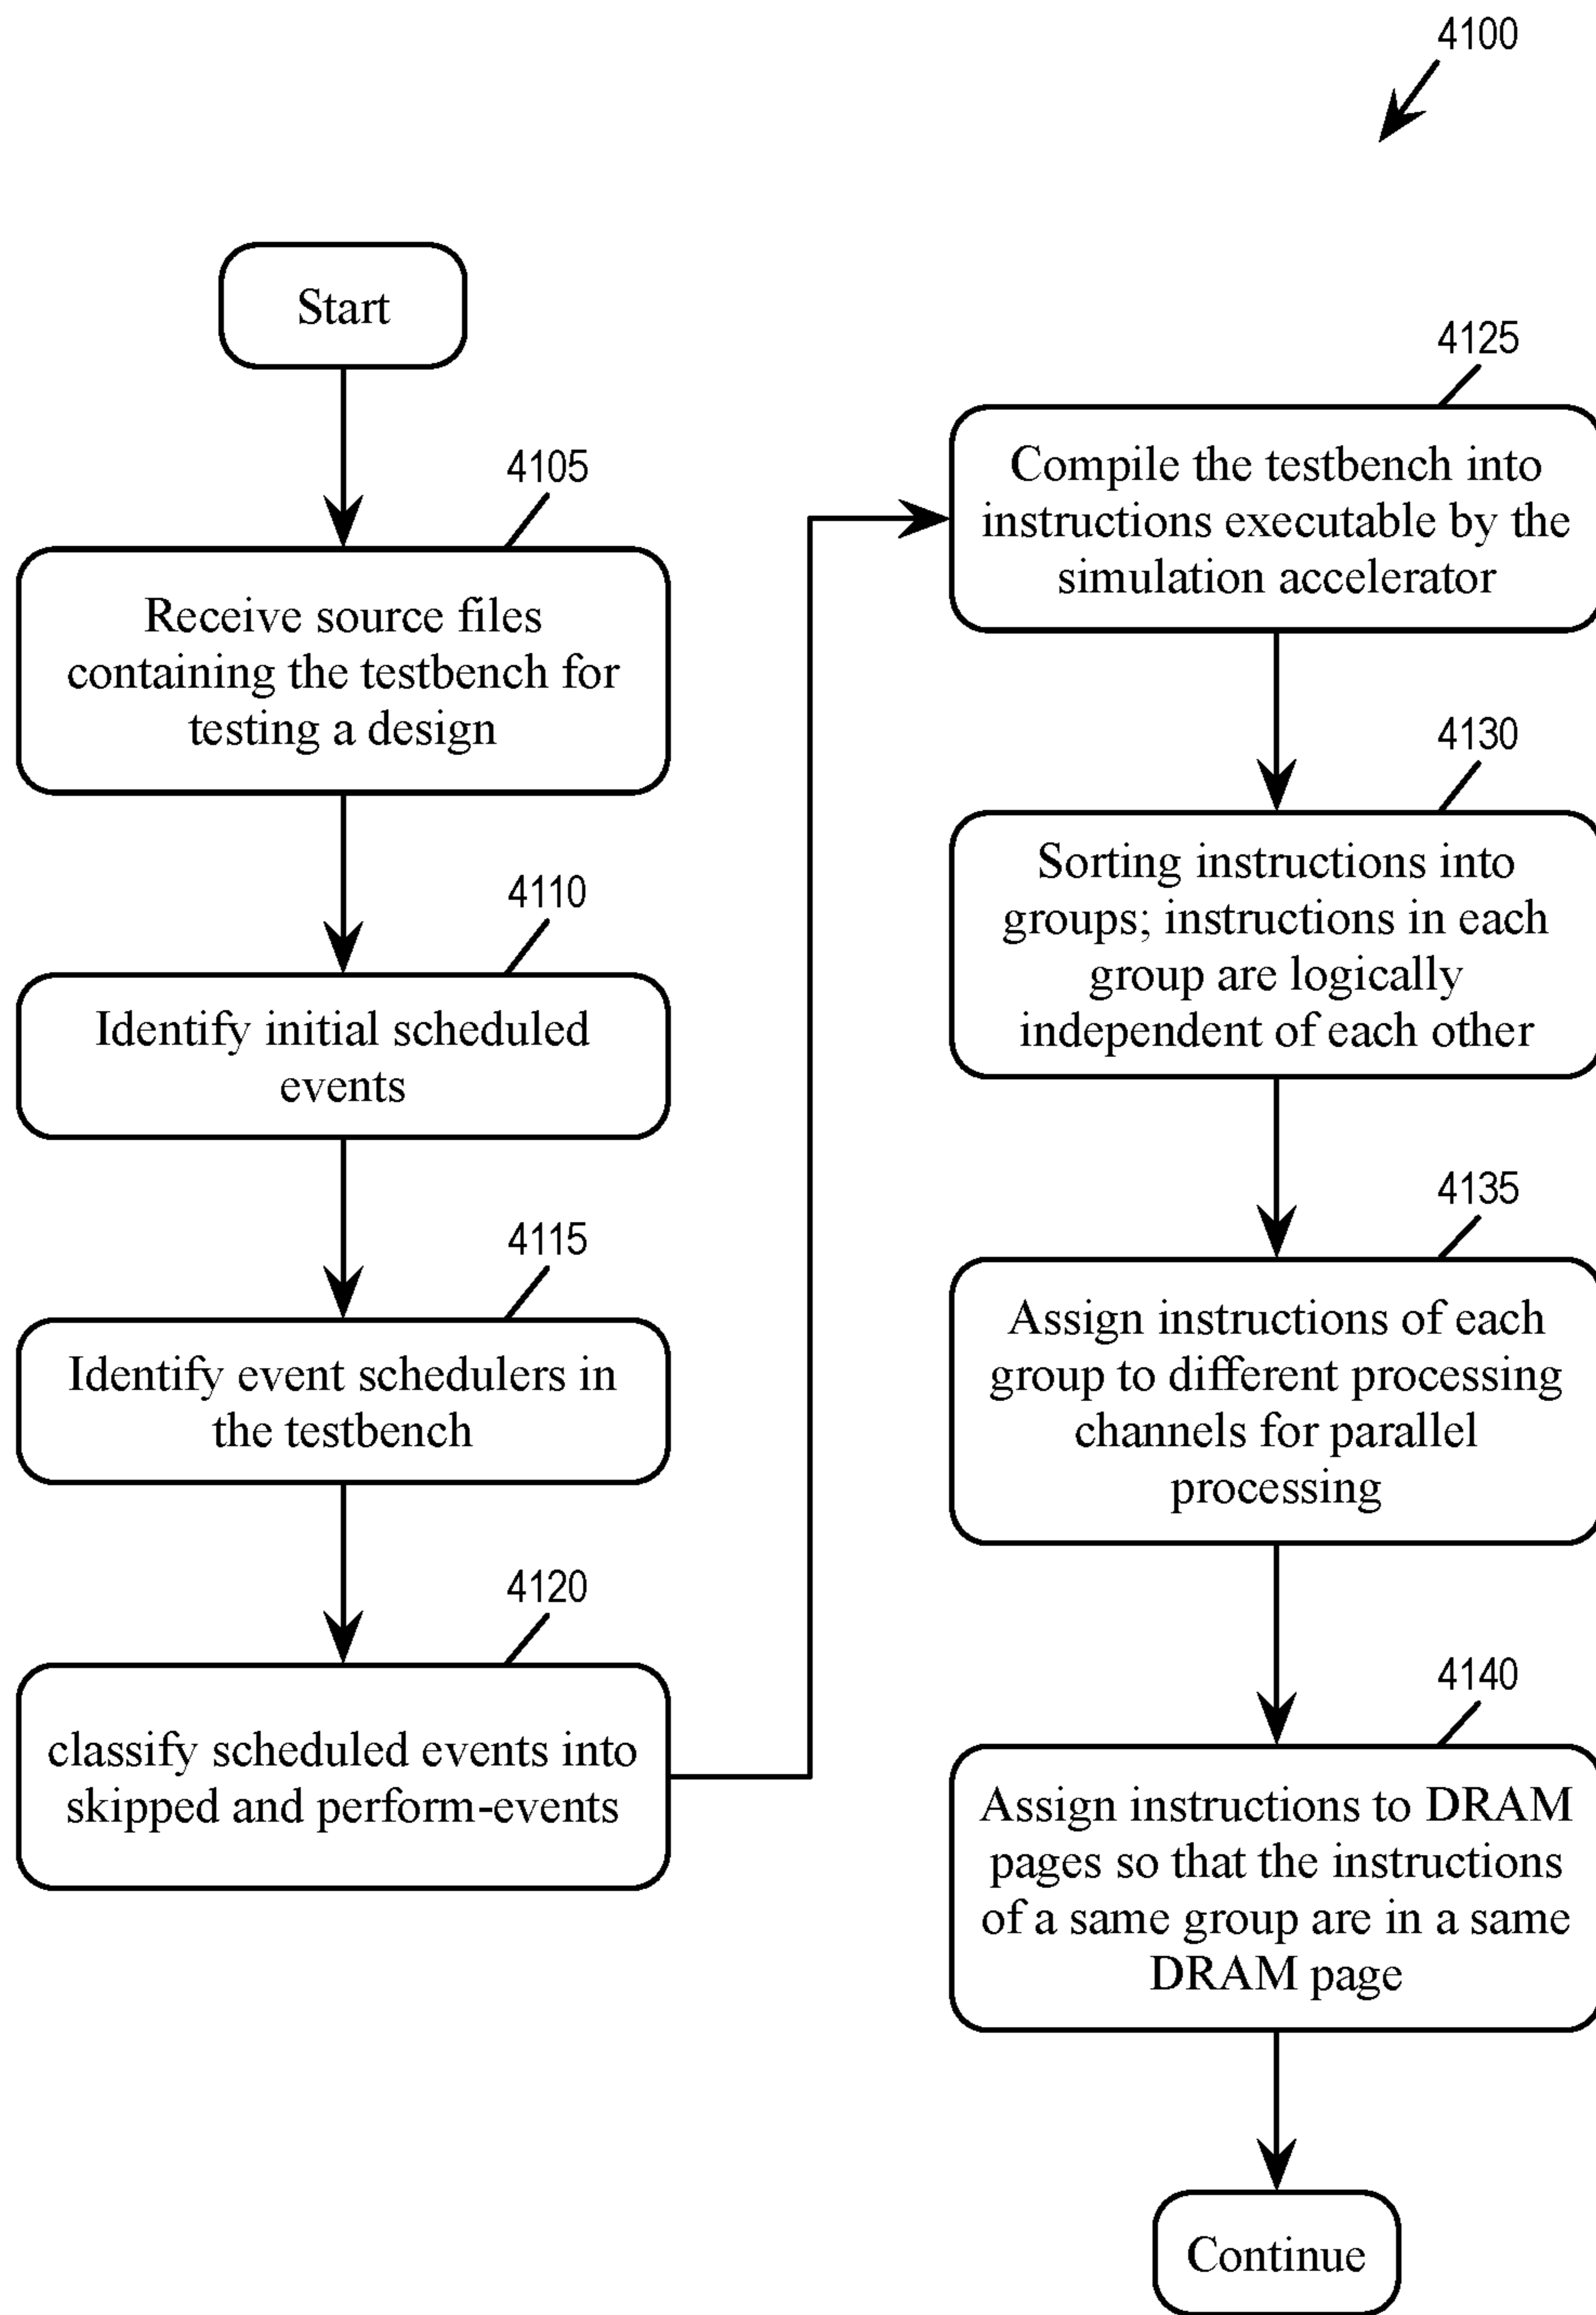 4100
Start
4105
Receive source files
containing the testbench for
testing a design
4110
Identify initial scheduled
events
4115
Identify event schedulers in
the testbench
4120
classify scheduled events into
skipped and perform-events
4125
Compile the testbench into
instructions executable by the
simulation accelerator
4130
Sorting instructions into
groups; instructions in each
group are logically
independent of each other
4135
Assign instructions of each
group to different processing
channels for parallel
processing
4140
Assign instructions to DRAM
pages so that the instructions
of a same group are in a same
DRAM page
Continue